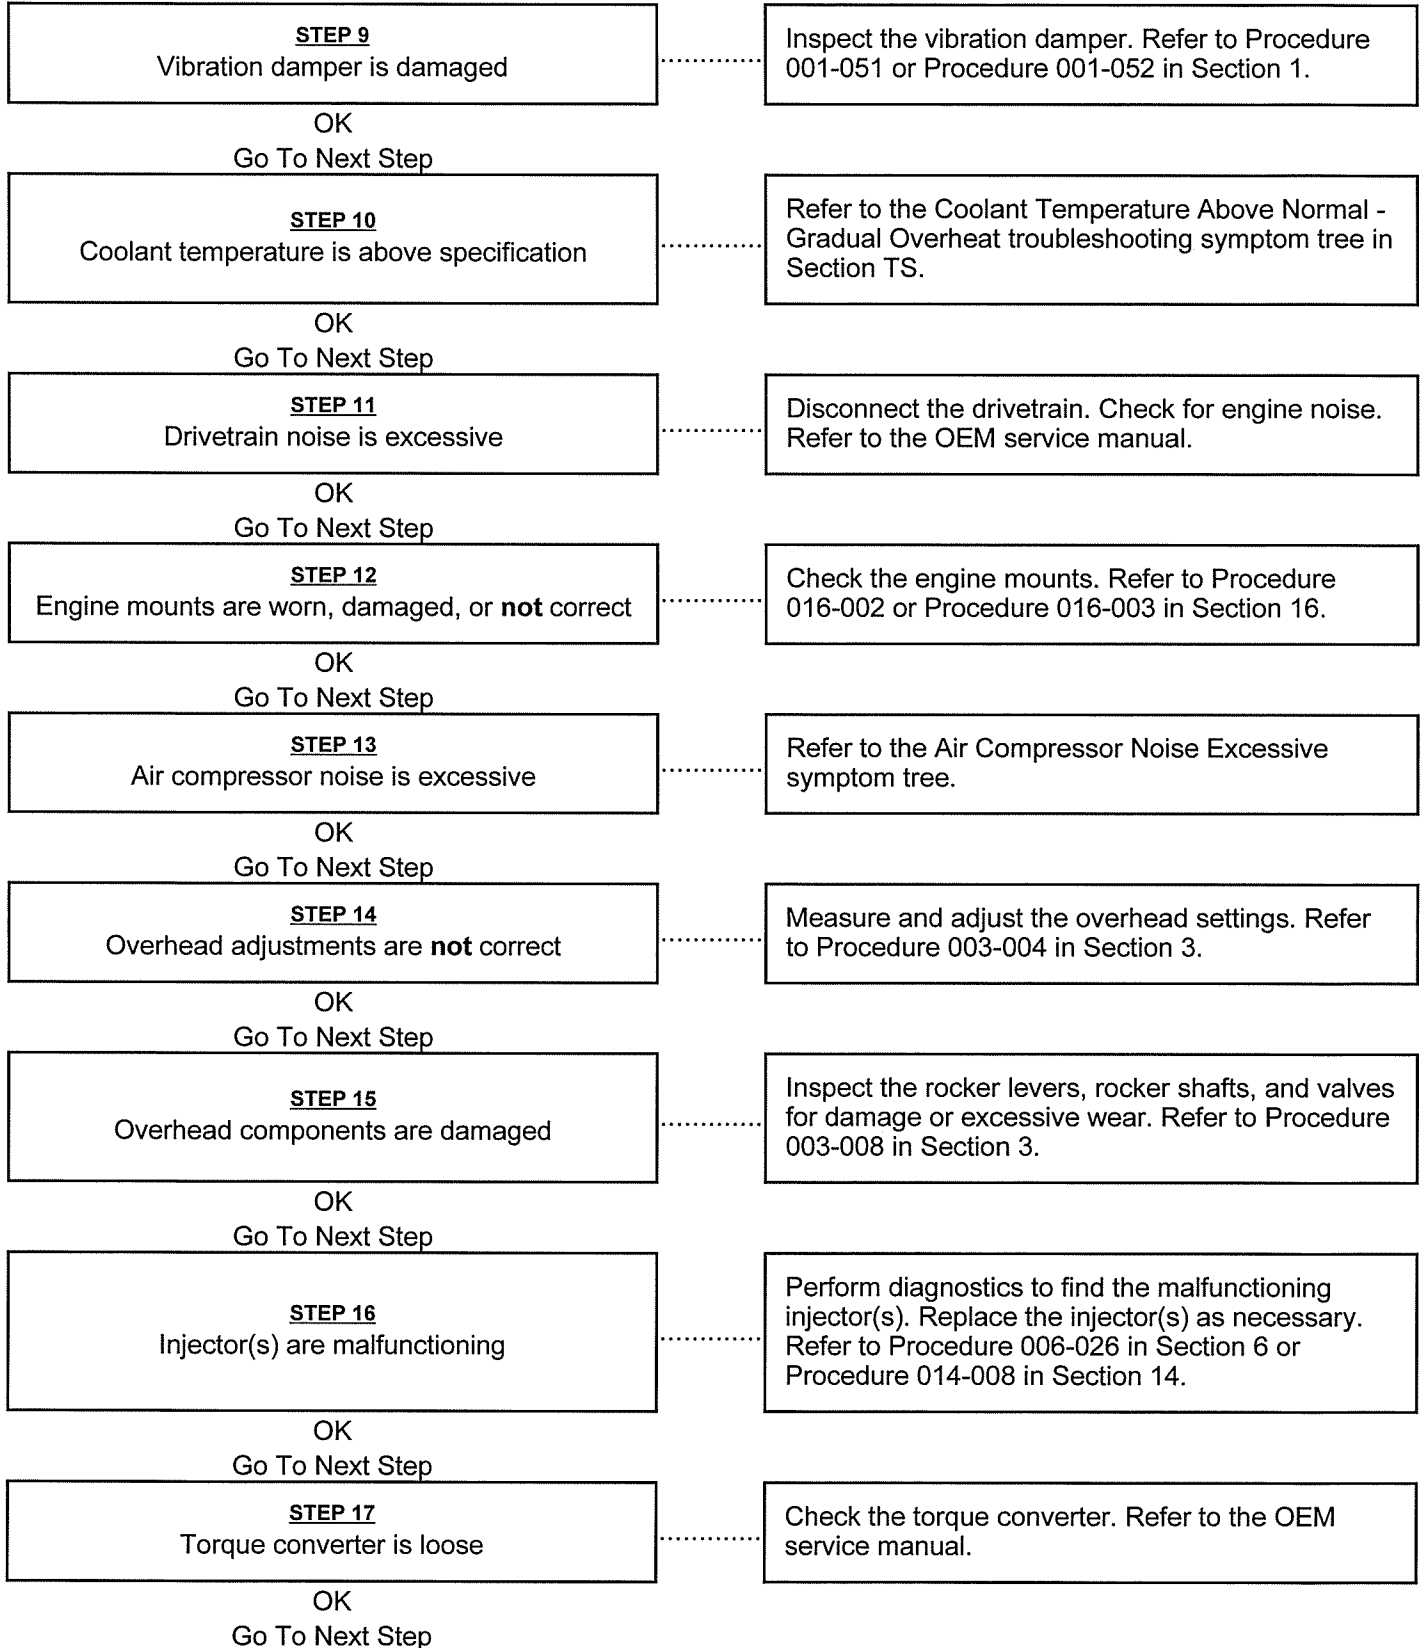 STEP 9
Vibration damper is damaged
Inspect the vibration damper. Refer to Procedure
001-051 or Procedure 001-052 in Section 1.
OK
Go To Next Step
STEP 10
Coolant temperature is above specification
Refer to the Coolant Temperature Above Normal -
Gradual Overheat troubleshooting symptom tree in
Section TS.
OK
Go To Next Step
STEP 11
Drivetrain noise is excessive
Disconnect the drivetrain. Check for engine noise.
Refer to the OEM service manual.
OK
Go To Next Step
STEP 12
Engine mounts are worn, damaged, or not correct
Check the engine mounts. Refer to Procedure
016-002 or Procedure 016-003 in Section 16.
OK
Go To Next Step
STEP 13
Air compressor noise is excessive
Refer to the Air Compressor Noise Excessive
symptom tree.
OK
Go To Next Step
STEP 14
Overhead adjustments are not correct
Measure and adjust the overhead settings. Refer
to Procedure 003-004 in Section 3.
OK
Go To Next Step
STEP 15
Overhead components are damaged
Inspect the rocker levers, rocker shafts, and valves
for damage or excessive wear. Refer to Procedure
003-008 in Section 3.
OK
Go To Next Step
STEP 16
Injector(s) are malfunctioning
Perform diagnostics to find the malfunctioning
injector(s). Replace the injector(s) as necessary.
Refer to Procedure 006-026 in Section 6 or
Procedure 014-008 in Section 14.
OK
Go To Next Step
STEP 17
Torque converter is loose
Check the torque converter. Refer to the OEM
service manual.
OK
Go To Next Step